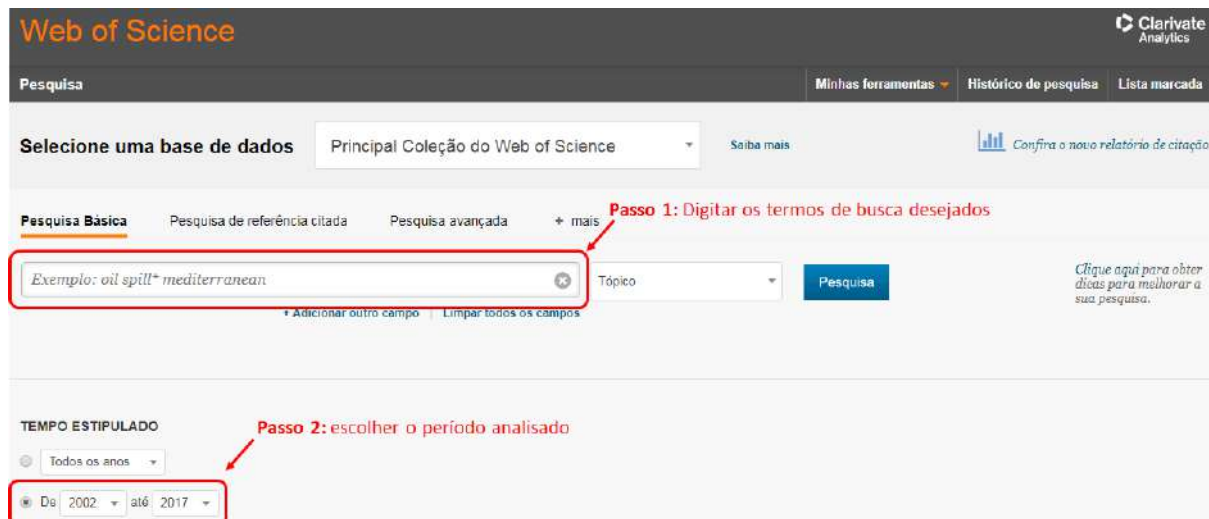 Web of Science
Clarivate
Analytics
Pesquisa
Minhas ferramentas
Histórico de pesquisa
Lista marcada
Selecione uma base de dados
Principal Coleção do Web of Science
Saiba mais
Confira o novo relatório de citação
Pesquisa Básica
Pesquisa de referência citada
Pesquisa avançada
+ mais
Passo 1: Digitar os termos de busca desejados
Exemplo: oil spill* mediterranean
Tópico
Pesquisa
Clique aqui para obter
dicas para melhorar a
sua pesquisa.
+ Adicionar outro campo | Limpar todos os campos
TEMPO ESTIPULADO
Passo 2: escolher o período analisado
Todos os anos
De 2002 até 2017